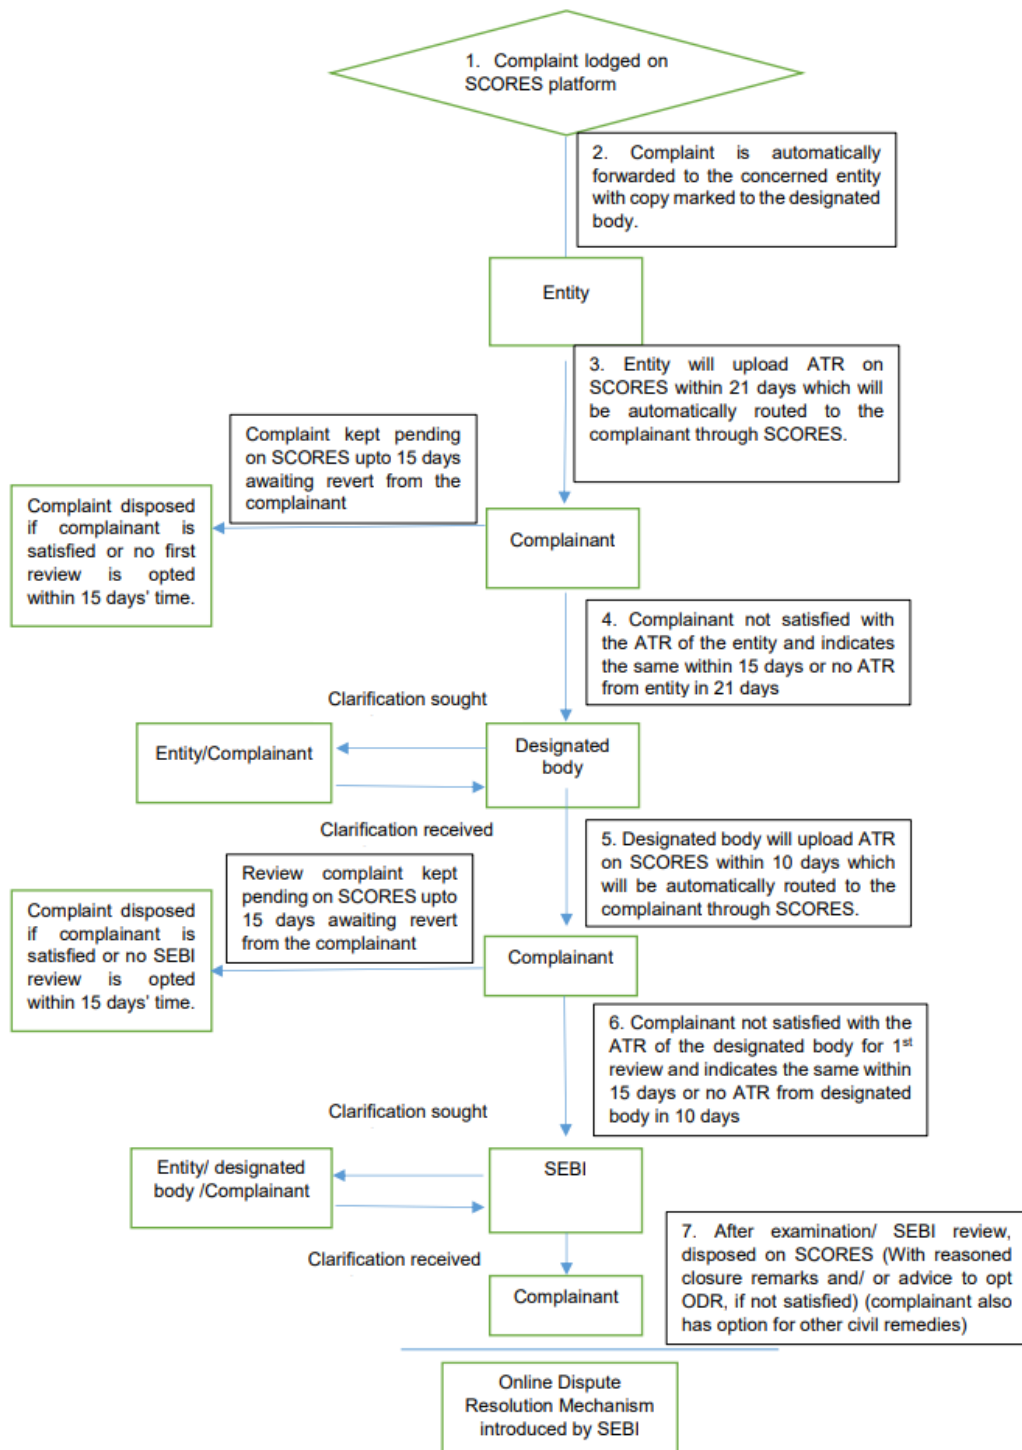 1. Complaint lodged on
SCORES platform
2. Complaint is automatically
forwarded to the concerned entity
with copy marked to the designated
body.
Entity
3. Entity will upload ATR on
SCORES within 21 days which will
be automatically routed to the
complainant through SCORES.
Complaint kept pending
on SCORES upto 15 days
awaiting revert from the
complainant
Complaint disposed
if complainant is
satisfied or no first
review is opted
within 15 days' time.
Complainant
4. Complainant not satisfied with
the ATR of the entity and indicates
the same within 15 days or no ATR
from entity in 21 days
Clarification sought
Entity/Complainant
Designated
body
Clarification received
5. Designated body will upload ATR
on SCORES within 10 days which
will be automatically routed to the
complainant through SCORES.
Review complaint kept
pending on SCORES upto
15 days awaiting revert
from the complainant
Complaint disposed
if complainant is
satisfied or no SEBI
review is opted
within 15 days' time.
Complainant
6. Complainant not satisfied with the
ATR of the designated body for 1st
review and indicates the same within
15 days or no ATR from designated
body in 10 days
Clarification sought
Entity/ designated
body /Complainant
SEBI
Clarification received
7. After examination/ SEBI review,
disposed on SCORES (With reasoned
closure remarks and/ or advice to opt
ODR, if not satisfied) (complainant also
has option for other civil remedies)
Complainant
Online Dispute
Resolution Mechanism
introduced by SEBI